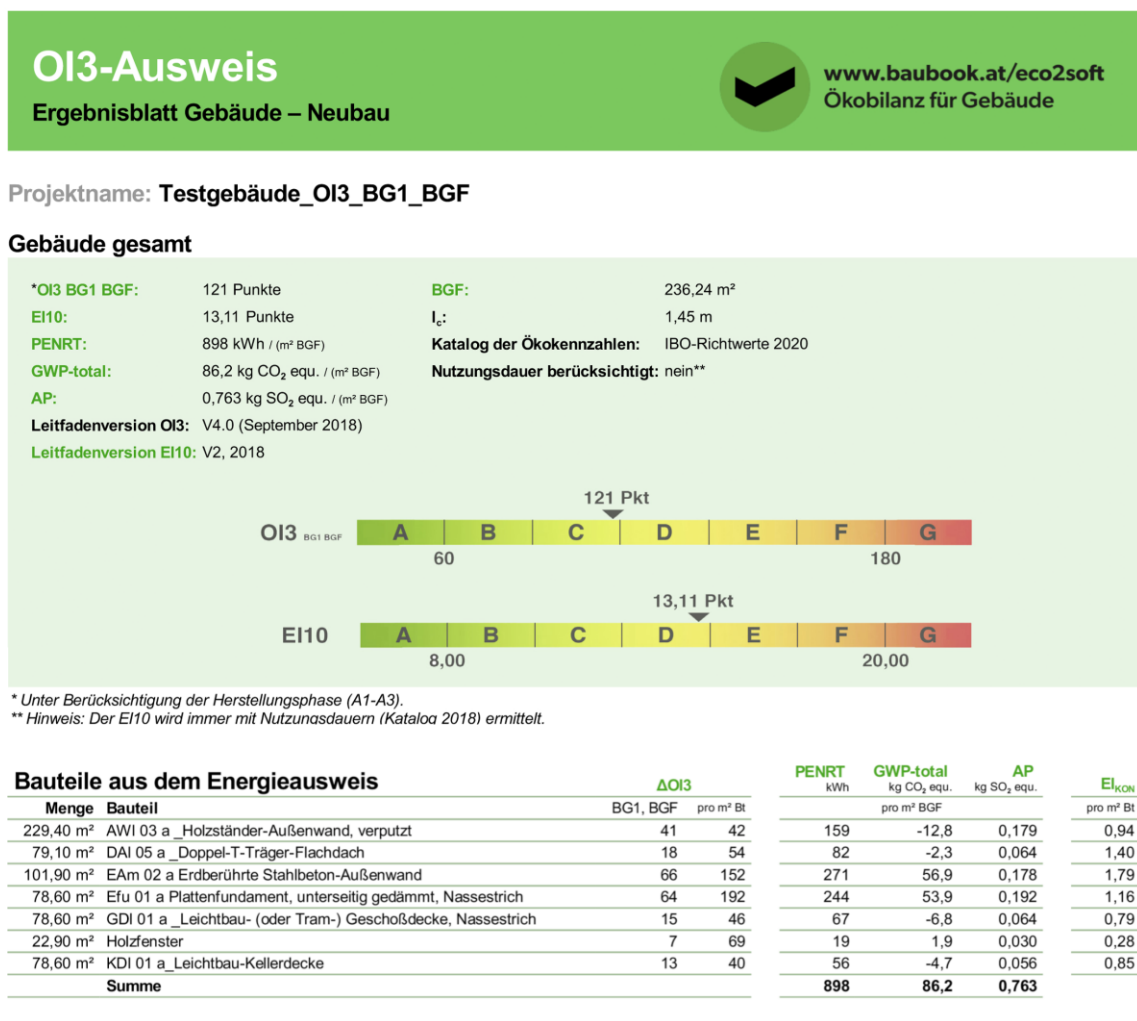 OI3-Ausweis
Ergebnisblatt Gebäude – Neubau
www.baubook.at/eco2soft
Ökobilanz für Gebäude
Projektname: Testgebäude_OI3_BG1_BGF
Gebäude gesamt
*OI3 BG1 BGF: 121 Punkte BGF: 236,24 m²
EI10: 13,11 Punkte lc: 1,45 m
PENRT: 898 kWh / (m² BGF) Katalog der Ökokennzahlen: IBO-Richtwerte 2020
GWP-total: 86,2 kg CO₂ equ. / (m² BGF) Nutzungsdauer berücksichtigt: nein**
AP: 0,763 kg SO₂ equ. / (m² BGF)
Leitfadenversion OI3: V4.0 (September 2018)
Leitfadenversion EI10: V2, 2018
121 Pkt
OI3 BG1 BGF A B C D E F G
60 180
13,11 Pkt
EI10 A B C D E F G
8,00 20,00
* Unter Berücksichtigung der Herstellungsphase (A1-A3).
** Hinweis: Der EI10 wird immer mit Nutzungsdauern (Katalog 2018) ermittelt.
Bauteile aus dem Energieausweis ΔOI3 PENRT kWh GWP-total kg CO₂ equ. AP kg SO₂ equ. EIKON
Menge Bauteil BG1, BGF pro m² Bt pro m² BGF pro m² Bt
229,40 m² AWI 03 a _Holzständer-Außenwand, verputzt 41 42 159 -12,8 0,179 0,94
79,10 m² DAI 05 a _Doppel-T-Träger-Flachdach 18 54 82 -2,3 0,064 1,40
101,90 m² EAm 02 a Erdberührte Stahlbeton-Außenwand 66 152 271 56,9 0,178 1,79
78,60 m² Efu 01 a Plattenfundament, unterseitig gedämmt, Nassestrich 64 192 244 53,9 0,192 1,16
78,60 m² GDI 01 a _Leichtbau- (oder Tram-) Geschoßdecke, Nassestrich 15 46 67 -6,8 0,064 0,79
22,90 m² Holzfenster 7 69 19 1,9 0,030 0,28
78,60 m² KDI 01 a_Leichtbau-Kellerdecke 13 40 56 -4,7 0,056 0,85
Summe 898 86,2 0,763